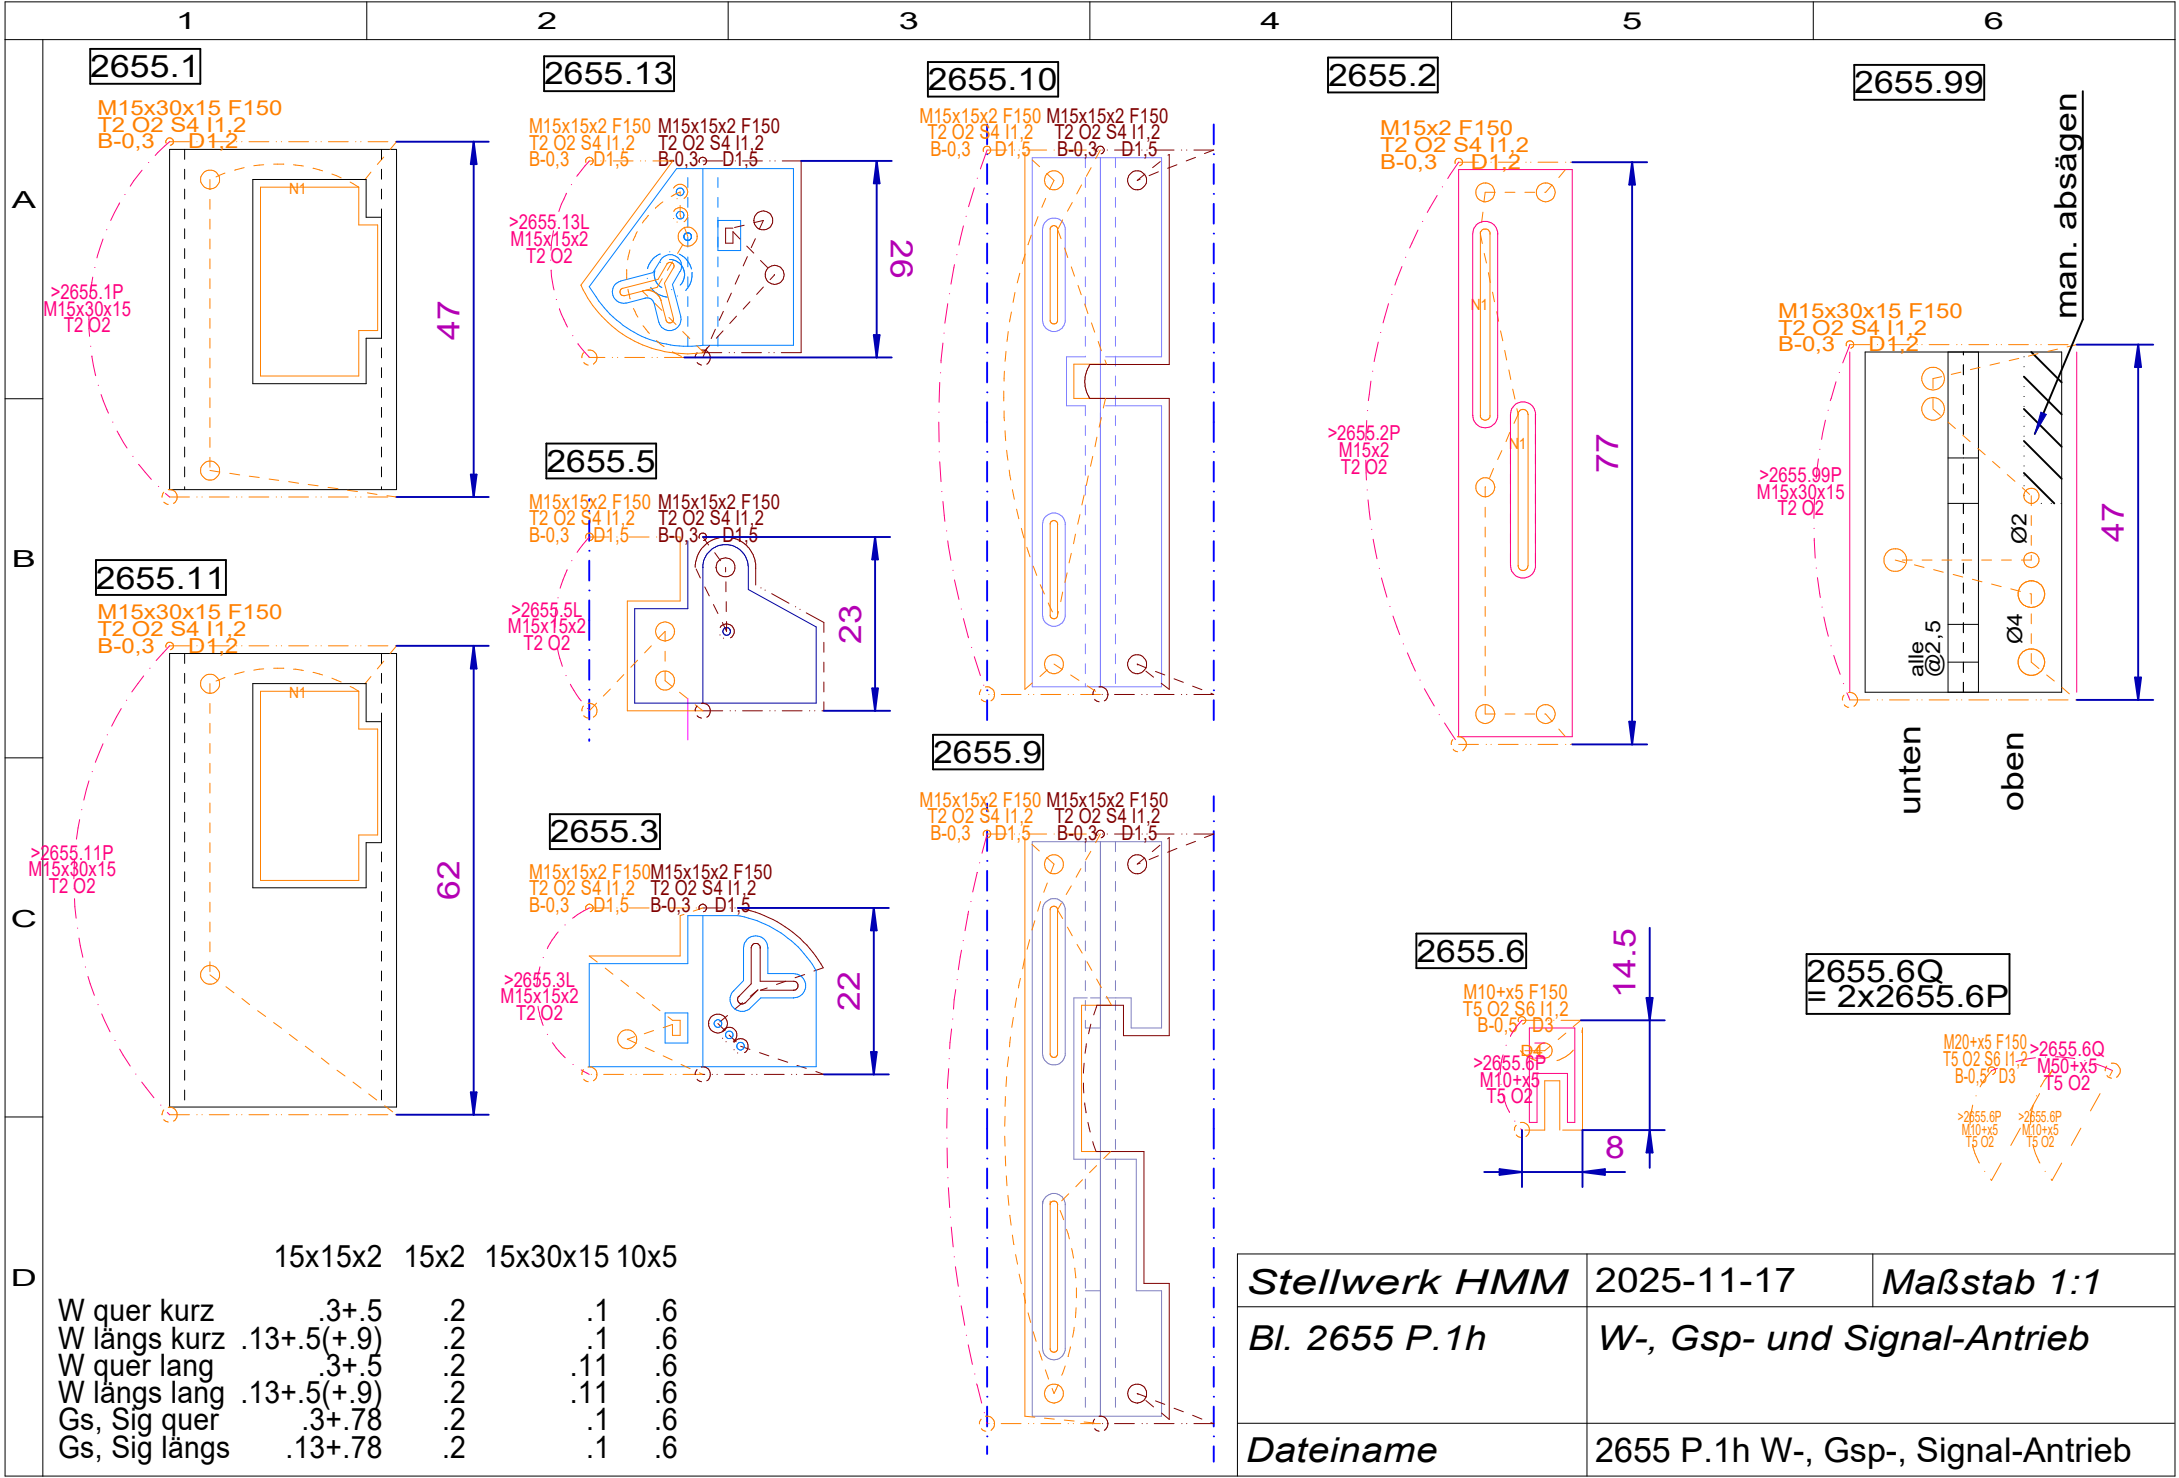 1 2 3 4 5 6
A
B
C
D
2655.1
M15x30x15 F150
T2 O2 S4 I1,2
B-0,3 D1,2
N1
>2655.1P
M15x30x15
T2 O2
47
2655.11
M15x30x15 F150
T2 O2 S4 I1,2
B-0,3 D1,2
N1
>2655.11P
M15x30x15
T2 O2
62
2655.13
M15x15x2 F150 M15x15x2 F150
T2 O2 S4 I1,2 T2 O2 S4 I1,2
B-0,3 D1,5 B-0,3 D1,5
>2655.13L
M15x15x2
T2 O2
26
2655.5
M15x15x2 F150 M15x15x2 F150
T2 O2 S4 I1,2 T2 O2 S4 I1,2
B-0,3 D1,5 B-0,3 D1,5
>2655.5L
M15x15x2
T2 O2
23
2655.3
M15x15x2 F150 M15x15x2 F150
T2 O2 S4 I1,2 T2 O2 S4 I1,2
B-0,3 D1,5 B-0,3 D1,5
>2655.3L
M15x15x2
T2 O2
22
2655.10
M15x15x2 F150 M15x15x2 F150
T2 O2 S4 I1,2 T2 O2 S4 I1,2
B-0,3 D1,5 B-0,3 D1,5
2655.9
M15x15x2 F150 M15x15x2 F150
T2 O2 S4 I1,2 T2 O2 S4 I1,2
B-0,3 D1,5 B-0,3 D1,5
2655.2
M15x2 F150
T2 O2 S4 I1,2
B-0,3 D1,2
N1
N1
>2655.2P
M15x2
T2 O2
77
2655.99
man. absägen
M15x30x15 F150
T2 O2 S4 I1,2
B-0,3 D1,2
>2655.99P
M15x30x15
T2 O2
Ø2
Ø4
alle
@2,5
47
unten
oben
2655.6
14.5
M10+x5 F150
T5 O2 S6 I1,2
B-0,5 D3
D4
>2655.6P
M10+x5
T5 O2
8
2655.6Q
= 2x2655.6P
M20+x5 F150
T5 O2 S6 I1,2
B-0,5 D3
>2655.6Q
M50+x5
T5 O2
>2655.6P >2655.6P
M10+x5 M10+x5
T5 O2 T5 O2
15x15x2 15x2 15x30x15 10x5
W quer kurz .3+.5 .2 .1 .6
W längs kurz .13+.5(+.9) .2 .1 .6
W quer lang .3+.5 .2 .11 .6
W längs lang .13+.5(+.9) .2 .11 .6
Gs, Sig quer .3+.78 .2 .1 .6
Gs, Sig längs .13+.78 .2 .1 .6
Stellwerk HMM 2025-11-17 Maßstab 1:1
Bl. 2655 P.1h W-, Gsp- und Signal-Antrieb
Dateiname 2655 P.1h W-, Gsp-, Signal-Antrieb